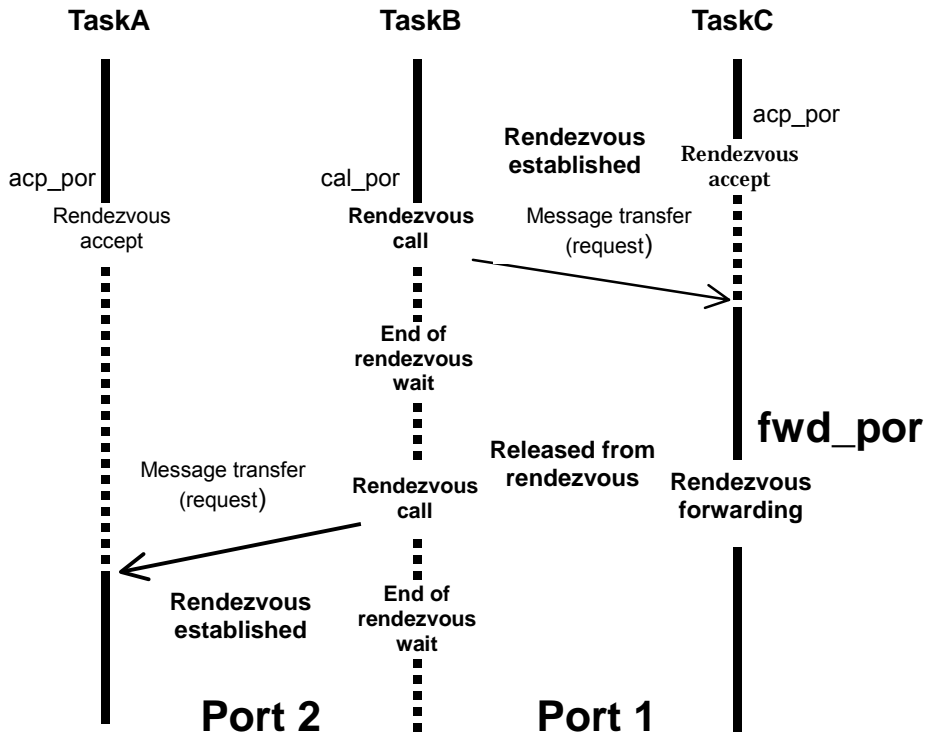 TaskA
TaskB
TaskC
acp_por
Rendezvous
established
Rendezvous
accept
acp_por
cal_por
Rendezvous
accept
Rendezvous
call
Message transfer
(request)
End of
rendezvous
wait
fwd_por
Released from
rendezvous
Message transfer
(request)
Rendezvous
call
Rendezvous
forwarding
Rendezvous
established
End of
rendezvous
wait
Port 2
Port 1